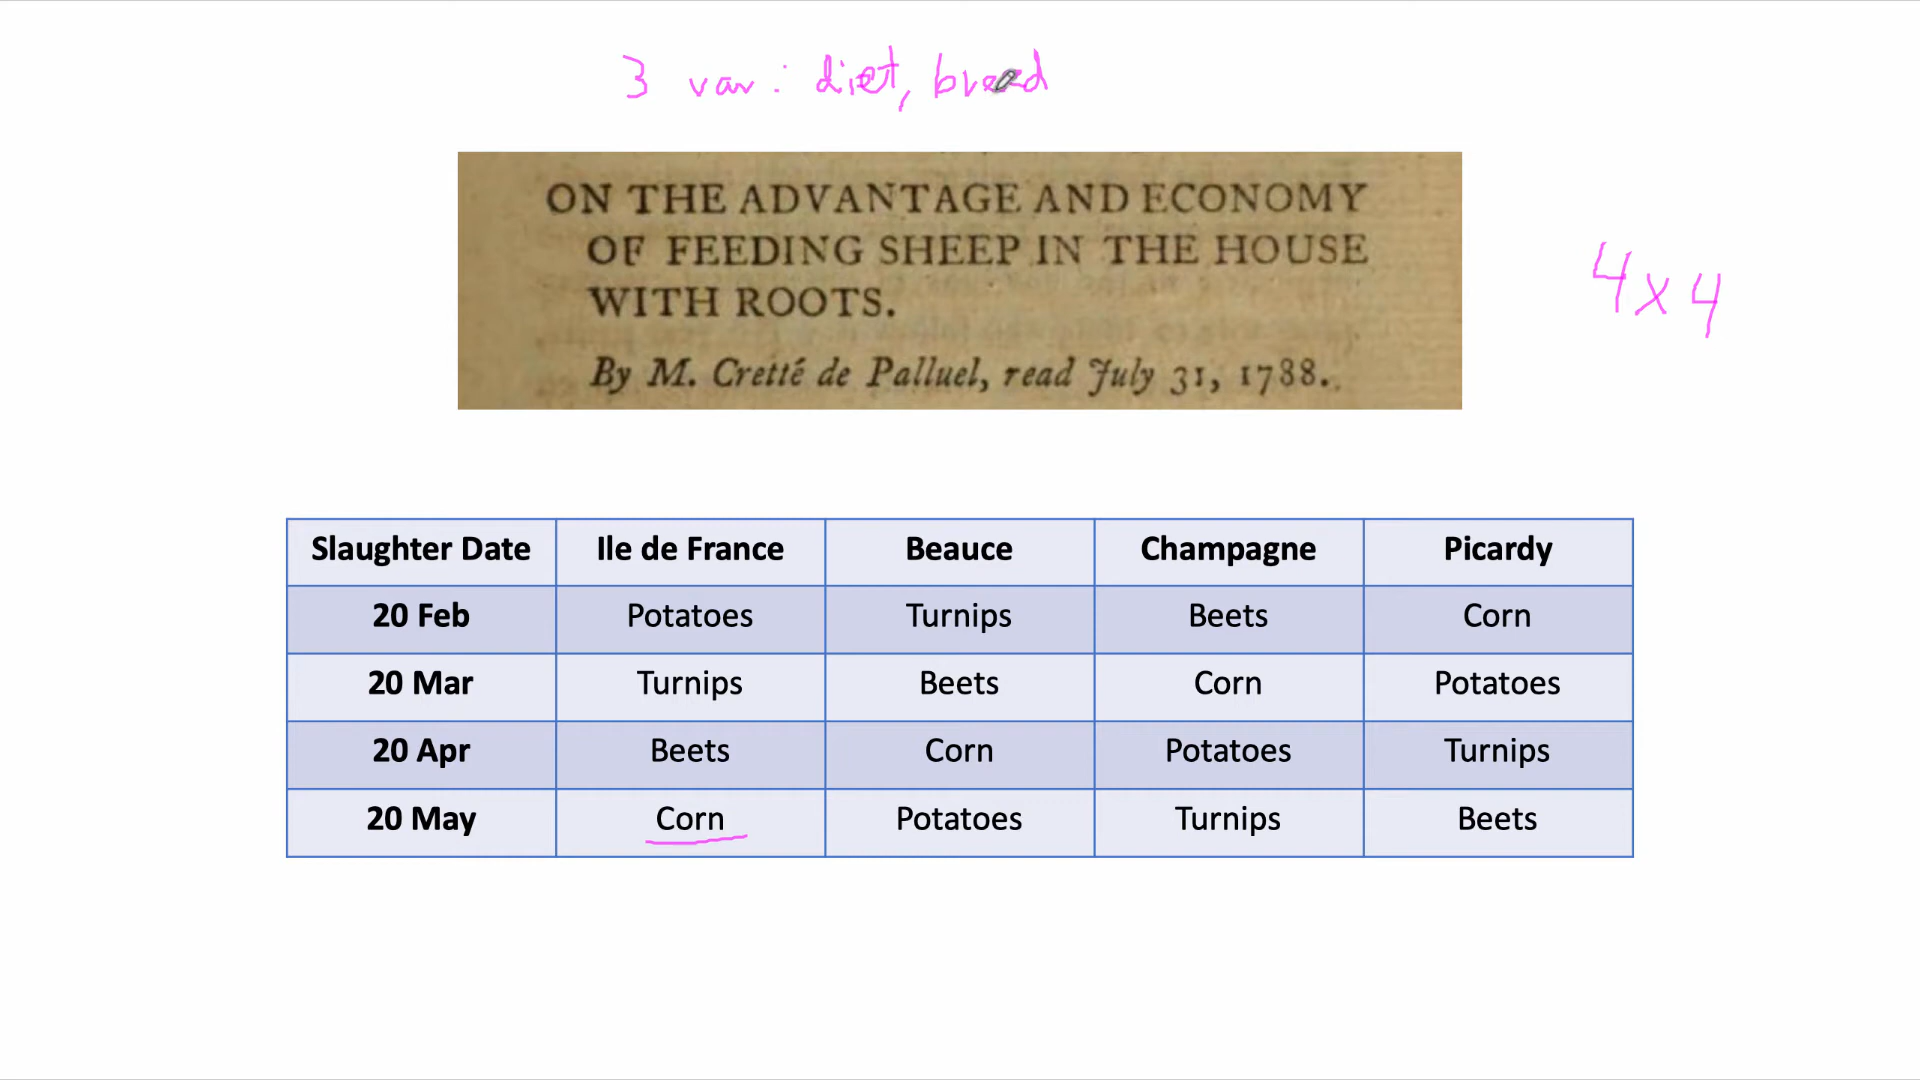 3 var: diet, breed
ON THE ADVANTAGE AND ECONOMY
OF FEEDING SHEEP IN THE HOUSE
WITH ROOTS.
By M. Cretté de Palluel, read July 31, 1788.
4x4
Slaughter Date Ile de France Beauce Champagne Picardy
20 Feb Potatoes Turnips Beets Corn
20 Mar Turnips Beets Corn Potatoes
20 Apr Beets Corn Potatoes Turnips
20 May Corn Potatoes Turnips Beets